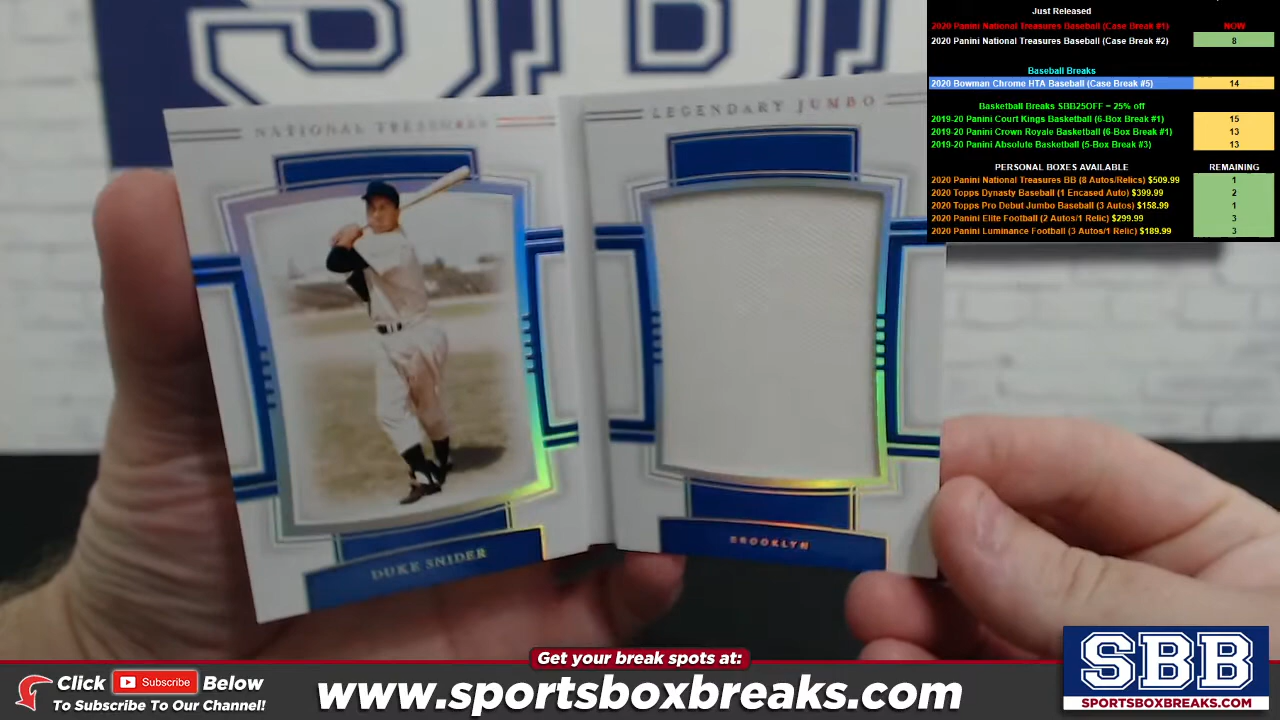 Just Released
2020 Panini National Treasures Baseball (Case Break #1) NOW
2020 Panini National Treasures Baseball (Case Break #2) 8
Baseball Breaks
2020 Bowman Chrome HTA Baseball (Case Break #5) 14
Basketball Breaks SBB25OFF - 25% off
2019-20 Panini Court Kings Basketball (6-Box Break #1) 15
2019-20 Panini Crown Royale Basketball (6-Box Break #1) 13
2019-20 Panini Absolute Basketball (5-Box Break #3) 13
PERSONAL BOXES AVAILABLE REMAINING
2020 Panini National Treasures BB (8 Autos/Relics) $509.99 1
2020 Topps Dynasty Baseball (1 Encased Auto) $399.99 2
2020 Topps Pro Debut Jumbo Baseball (3 Autos) $158.99 1
2020 Panini Elite Football (2 Autos/1 Relic) $299.99 3
2020 Panini Luminance Football (3 Autos/1 Relic) $189.99 3
NATIONAL TREASURES
LEGENDARY JUMBO
DUKE SNIDER
BROOKLYN
Get your break spots at:
Click Subscribe Below
To Subscribe To Our Channel!
www.sportsboxbreaks.com
SBB
SPORTSBOXBREAKS.COM